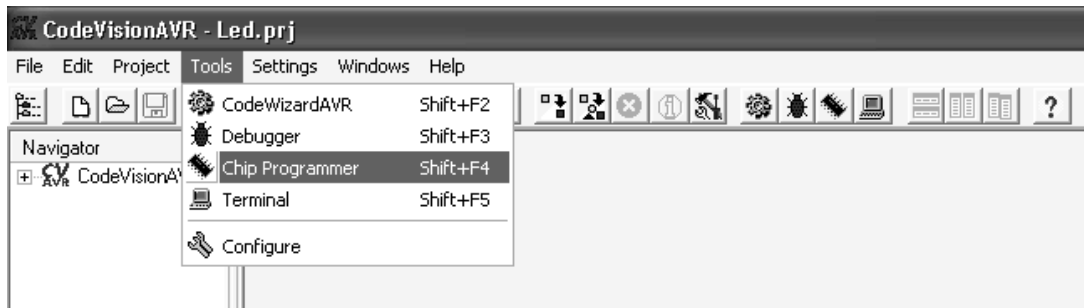 CodeVisionAVR - Led.prj
File Edit Project Tools Settings Windows Help
CodeWizardAVR Shift+F2
Debugger Shift+F3
Navigator
Chip Programmer Shift+F4
CVAVR CodeVisionA
Terminal Shift+F5
Configure
?